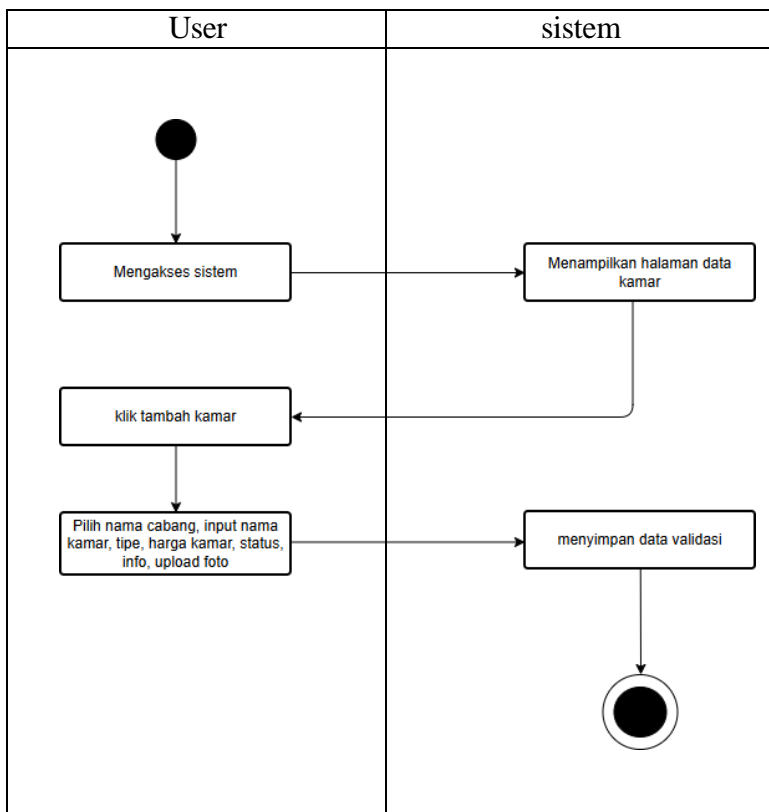 User
sistem
Mengakses sistem
Menampilkan halaman data
kamar
klik tambah kamar
Pilih nama cabang, input nama
kamar, tipe, harga kamar, status,
info, upload foto
menyimpan data validasi